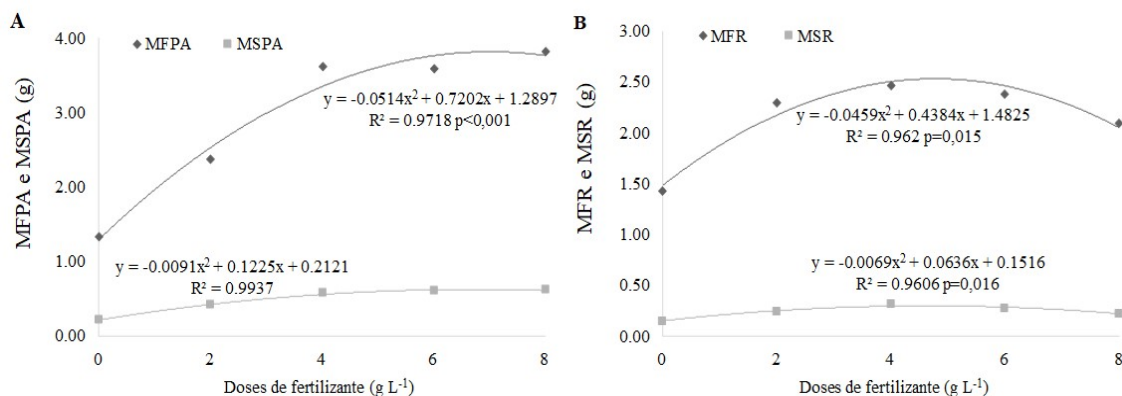 A
4.00
3.00
2.00
1.00
0.00
MFPA e MSPA (g)
MFPA MSPA
y = -0.0514x² + 0.7202x + 1.2897
R² = 0.9718 p<0,001
y = -0.0091x² + 0.1225x + 0.2121
R² = 0.9937
0 2 4 6 8
Doses de fertilizante (g L⁻¹)
B
3.00
2.50
2.00
1.50
1.00
0.50
0.00
MFR e MSR (g)
MFR MSR
y = -0.0459x² + 0.4384x + 1.4825
R² = 0.962 p=0,015
y = -0.0069x² + 0.0636x + 0.1516
R² = 0.9606 p=0,016
0 2 4 6 8
Doses de fertilizante (g L⁻¹)